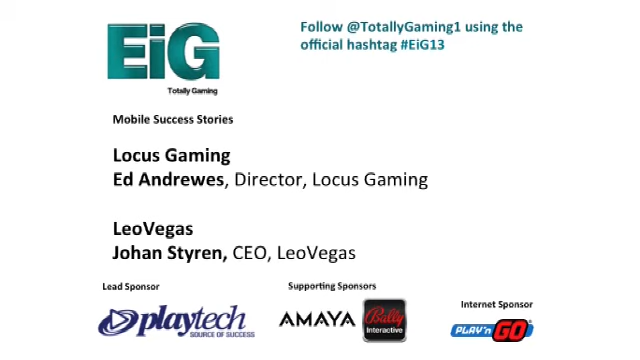 EiG
Totally Gaming
Follow @TotallyGaming1 using the
official hashtag #EiG13
Mobile Success Stories
Locus Gaming
Ed Andrewes, Director, Locus Gaming
LeoVegas
Johan Styren, CEO, LeoVegas
Lead Sponsor
playtech
SOURCE OF SUCCESS
Supporting Sponsors
AMAYA
Bally
Interactive
Internet Sponsor
PLAY'n GO